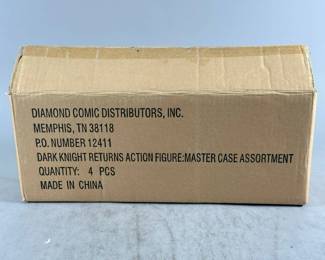 DIAMOND COMIC DISTRIBUTORS, INC.
MEMPHIS, TN 38118
P.O. NUMBER 12411
DARK KNIGHT RETURNS ACTION FIGURE:MASTER CASE ASSORTMENT
QUANTITY: 4 PCS
MADE IN CHINA